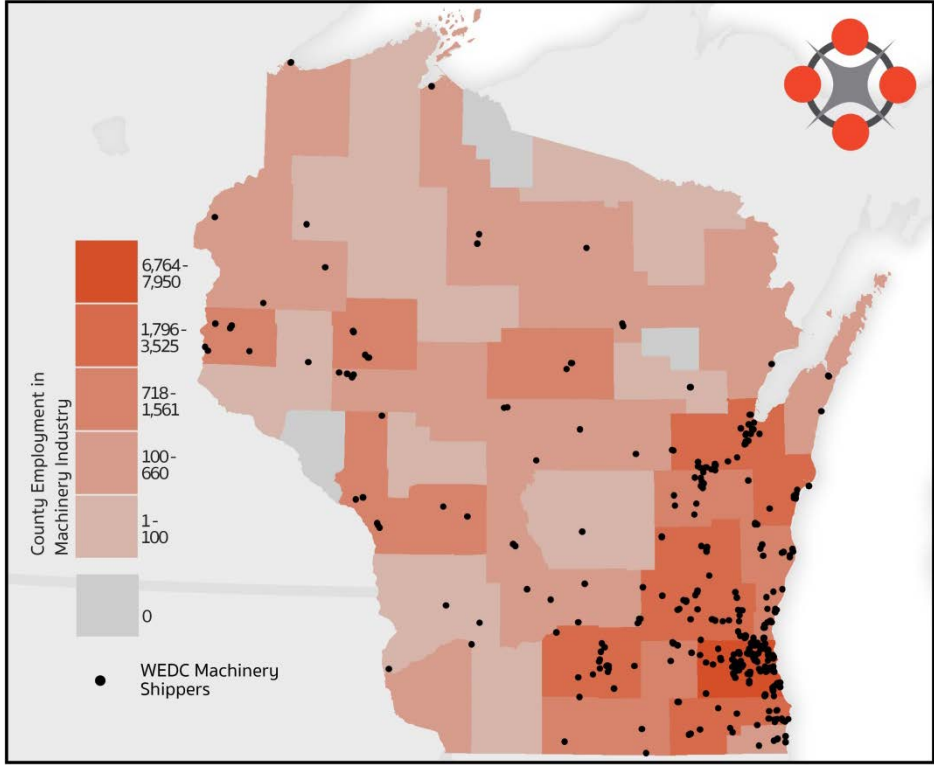 County Employment in
Machinery Industry
6,764-
7,950
1,796-
3,525
718-
1,561
100-
660
1-
100
0
WEDC Machinery
Shippers